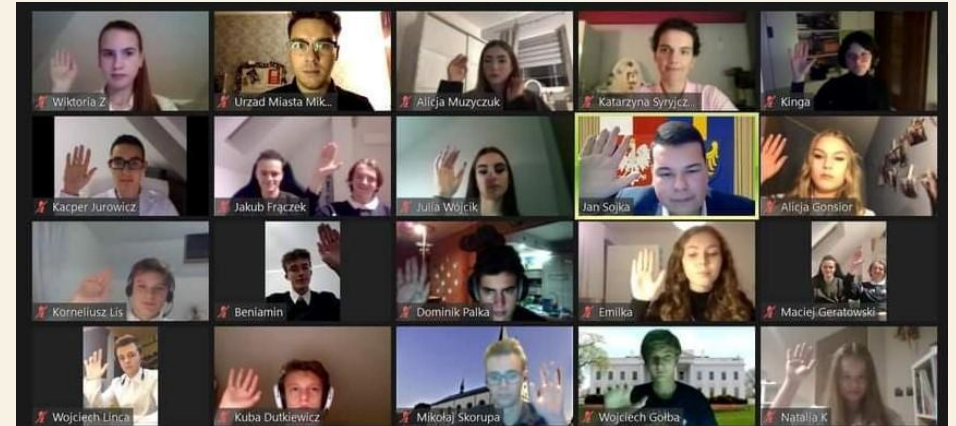 Wiktoria Z
Urzad Miasta Mik...
Alicja Muzyczuk
Katarzyna Syryjcz...
Kinga
Kacper Jurowicz
Jakub Frączek
Julia Wójcik
Jan Sojka
Alicja Gonsior
Korneliusz Lis
Beniamin
Dominik Palka
Emilka
Maciej Geratowski
Wojciech Linca
Kuba Dutkiewicz
Mikołaj Skorupa
Wojciech Gołba
Natalia K